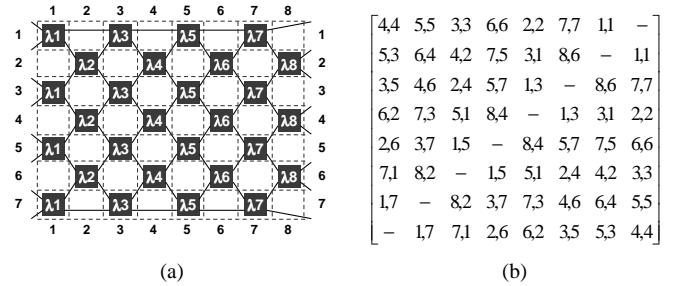 1 2 3 4 5 6 7 8
1 λ1 λ3 λ5 λ7 1
2 λ2 λ4 λ6 λ8 2
3 λ1 λ3 λ5 λ7 3
4 λ2 λ4 λ6 λ8 4
5 λ1 λ3 λ5 λ7 5
6 λ2 λ4 λ6 λ8 6
7 λ1 λ3 λ5 λ7 7
1 2 3 4 5 6 7 8
(a)
4,4 5,5 3,3 6,6 2,2 7,7 1,1 –
5,3 6,4 4,2 7,5 3,1 8,6 – 1,1
3,5 4,6 2,4 5,7 1,3 – 8,6 7,7
6,2 7,3 5,1 8,4 – 1,3 3,1 2,2
2,6 3,7 1,5 – 8,4 5,7 7,5 6,6
7,1 8,2 – 1,5 5,1 2,4 4,2 3,3
1,7 – 8,2 3,7 7,3 4,6 6,4 5,5
– 1,7 7,1 2,6 6,2 3,5 5,3 4,4
(b)